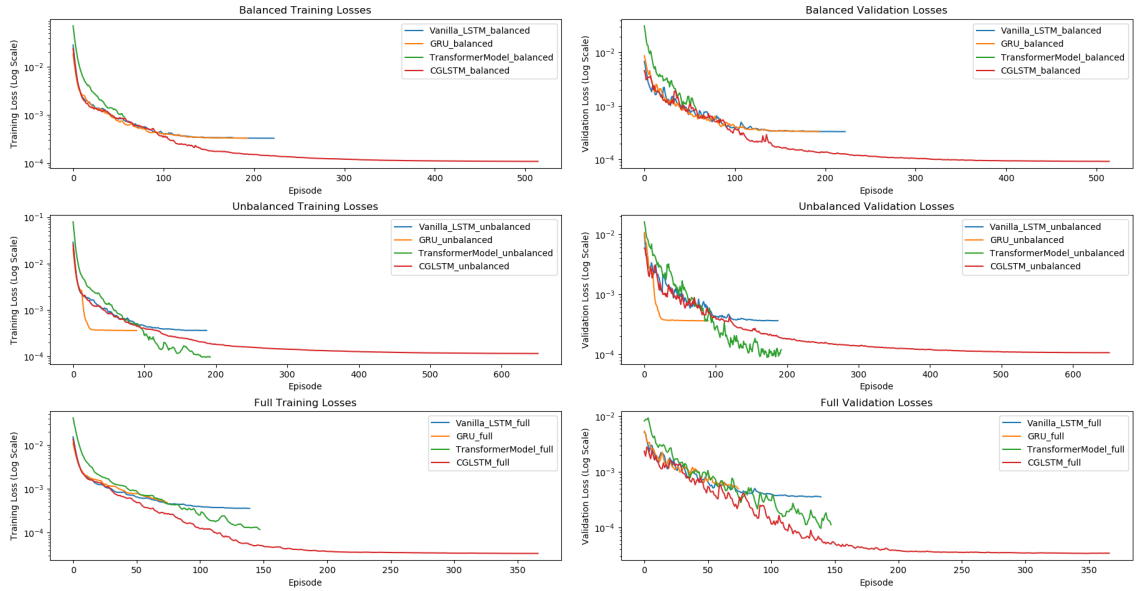 Balanced Training Losses
Training Loss (Log Scale)
10⁻²
10⁻³
10⁻⁴
Vanilla_LSTM_balanced
GRU_balanced
TransformerModel_balanced
CGLSTM_balanced
0 100 200 300 400 500
Episode
Balanced Validation Losses
Validation Loss (Log Scale)
10⁻²
10⁻³
10⁻⁴
Vanilla_LSTM_balanced
GRU_balanced
TransformerModel_balanced
CGLSTM_balanced
0 100 200 300 400 500
Episode
Unbalanced Training Losses
Training Loss (Log Scale)
10⁻¹
10⁻²
10⁻³
10⁻⁴
Vanilla_LSTM_unbalanced
GRU_unbalanced
TransformerModel_unbalanced
CGLSTM_unbalanced
0 100 200 300 400 500 600
Episode
Unbalanced Validation Losses
Validation Loss (Log Scale)
10⁻²
10⁻³
10⁻⁴
Vanilla_LSTM_unbalanced
GRU_unbalanced
TransformerModel_unbalanced
CGLSTM_unbalanced
0 100 200 300 400 500 600
Episode
Full Training Losses
Training Loss (Log Scale)
10⁻²
10⁻³
10⁻⁴
Vanilla_LSTM_full
GRU_full
TransformerModel_full
CGLSTM_full
0 50 100 150 200 250 300 350
Episode
Full Validation Losses
Validation Loss (Log Scale)
10⁻²
10⁻³
10⁻⁴
Vanilla_LSTM_full
GRU_full
TransformerModel_full
CGLSTM_full
0 50 100 150 200 250 300 350
Episode